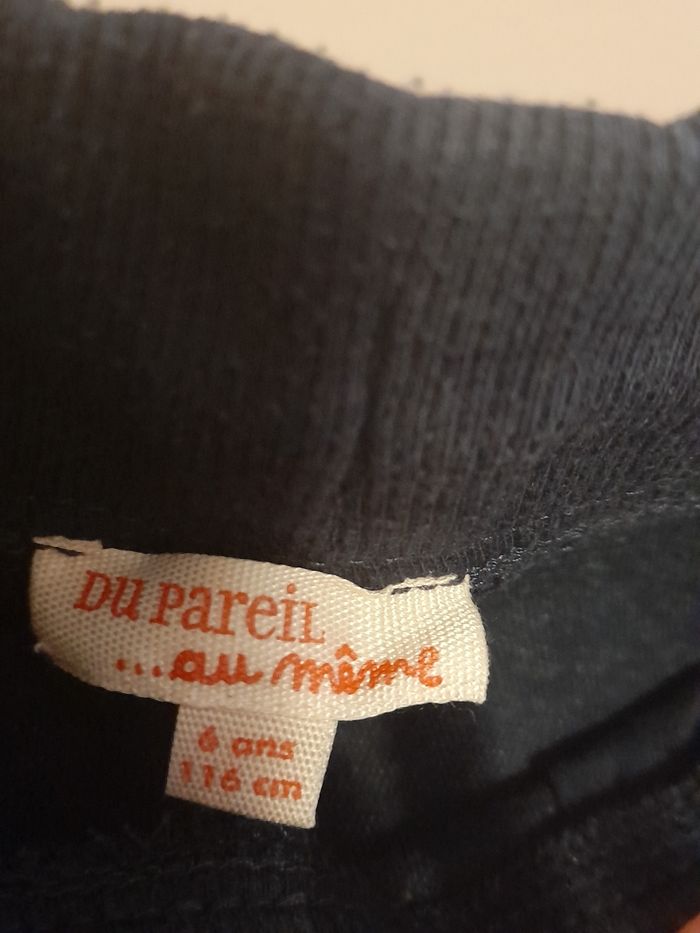 DU PAREIL
...au même
6 ans
116 cm